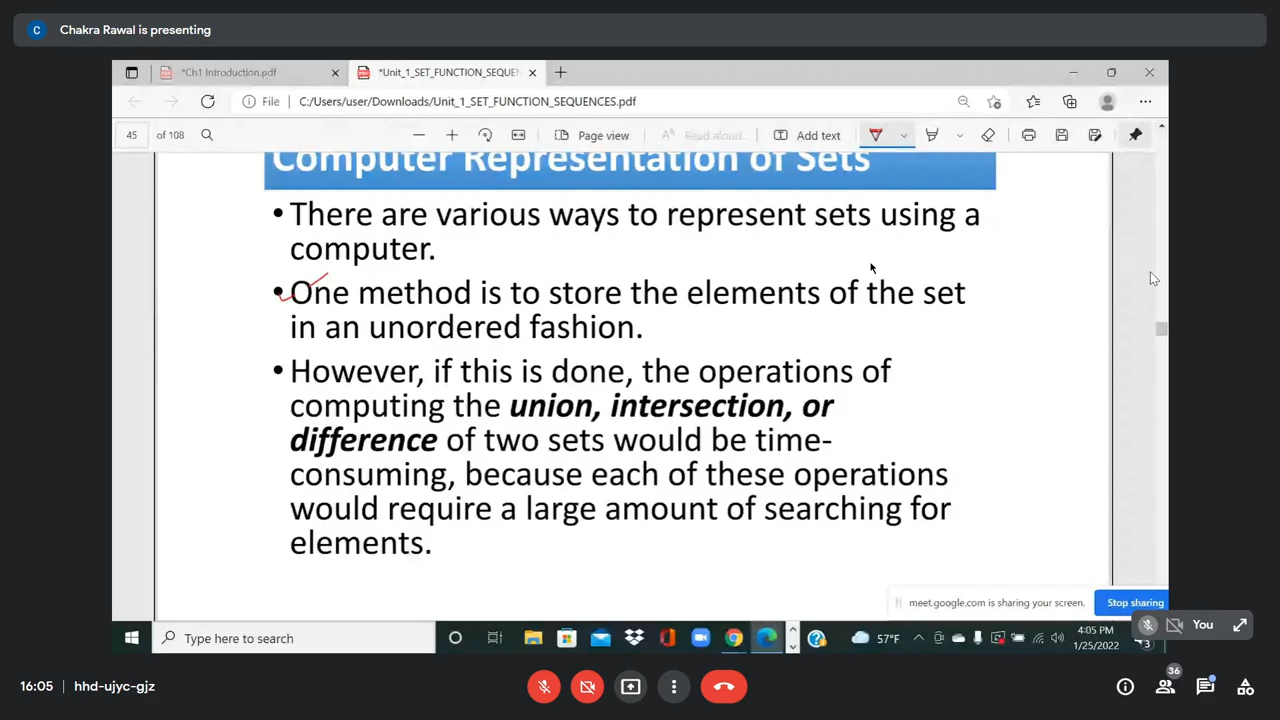 C Chakra Rawal is presenting
*Ch1 Introduction.pdf
*Unit_1_SET_FUNCTION_SEQUEN
File C:/Users/user/Downloads/Unit_1_SET_FUNCTION_SEQUENCES.pdf
45 of 108 Page view Read aloud Add text
Computer Representation of Sets
• There are various ways to represent sets using a
computer.
• One method is to store the elements of the set
in an unordered fashion.
• However, if this is done, the operations of
computing the union, intersection, or
difference of two sets would be time-
consuming, because each of these operations
would require a large amount of searching for
elements.
meet.google.com is sharing your screen. Stop sharing
You
Type here to search
57°F
4:05 PM
1/25/2022
3
16:05 hhd-ujyc-gjz
36